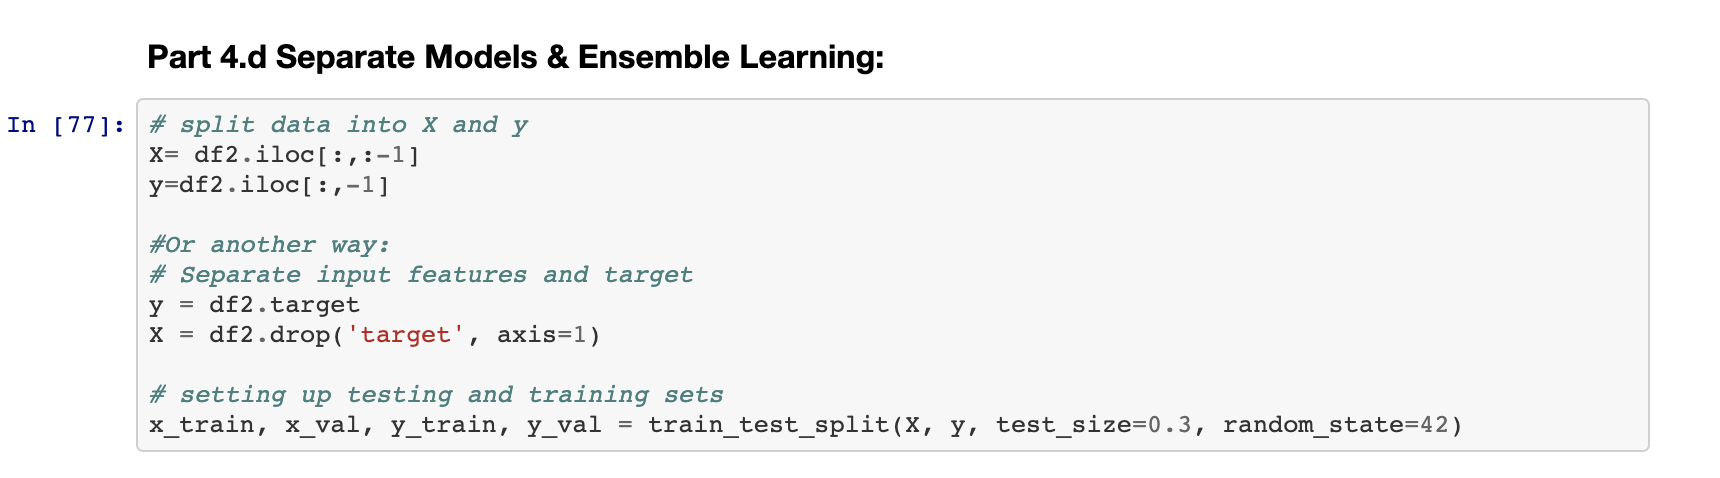 Part 4.d Separate Models & Ensemble Learning:
In [77]:
# split data into X and y
X= df2.iloc[:,:-1]
y=df2.iloc[:,-1]
#Or another way:
# Separate input features and target
y = df2.target
X = df2.drop('target', axis=1)
# setting up testing and training sets
x_train, x_val, y_train, y_val = train_test_split(X, y, test_size=0.3, random_state=42)